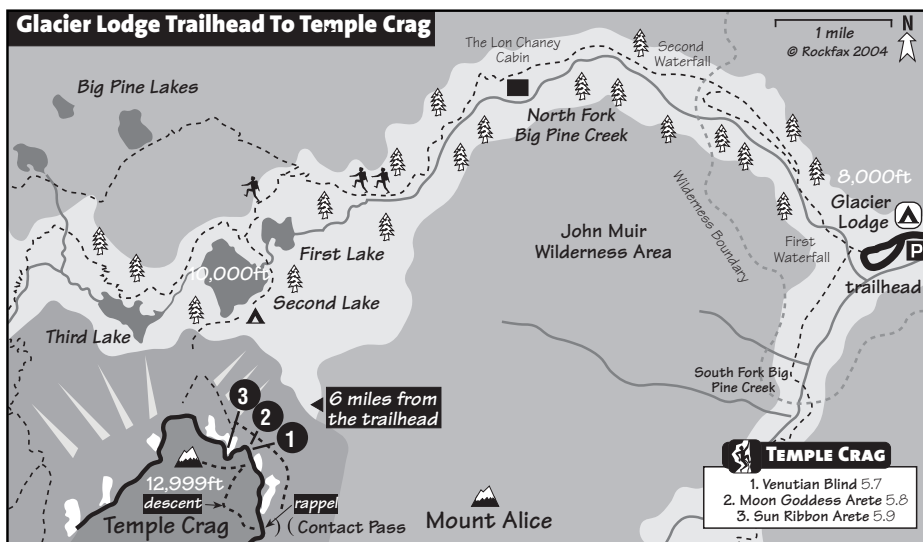 Glacier Lodge Trailhead To Temple Crag
1 mile
N
© Rockfax 2004
The Lon Chaney
Cabin
Second
Waterfall
Big Pine Lakes
North Fork
Big Pine Creek
8,000ft
Glacier
Lodge
P
trailhead
Wilderness Boundary
First
Waterfall
John Muir
Wilderness Area
First Lake
10,000ft
Second Lake
Third Lake
South Fork Big
Pine Creek
6 miles from
the trailhead
3
2
1
12,999ft
descent
rappel
Temple Crag
Contact Pass
Mount Alice
TEMPLE CRAG
1. Venutian Blind 5.7
2. Moon Goddess Arete 5.8
3. Sun Ribbon Arete 5.9